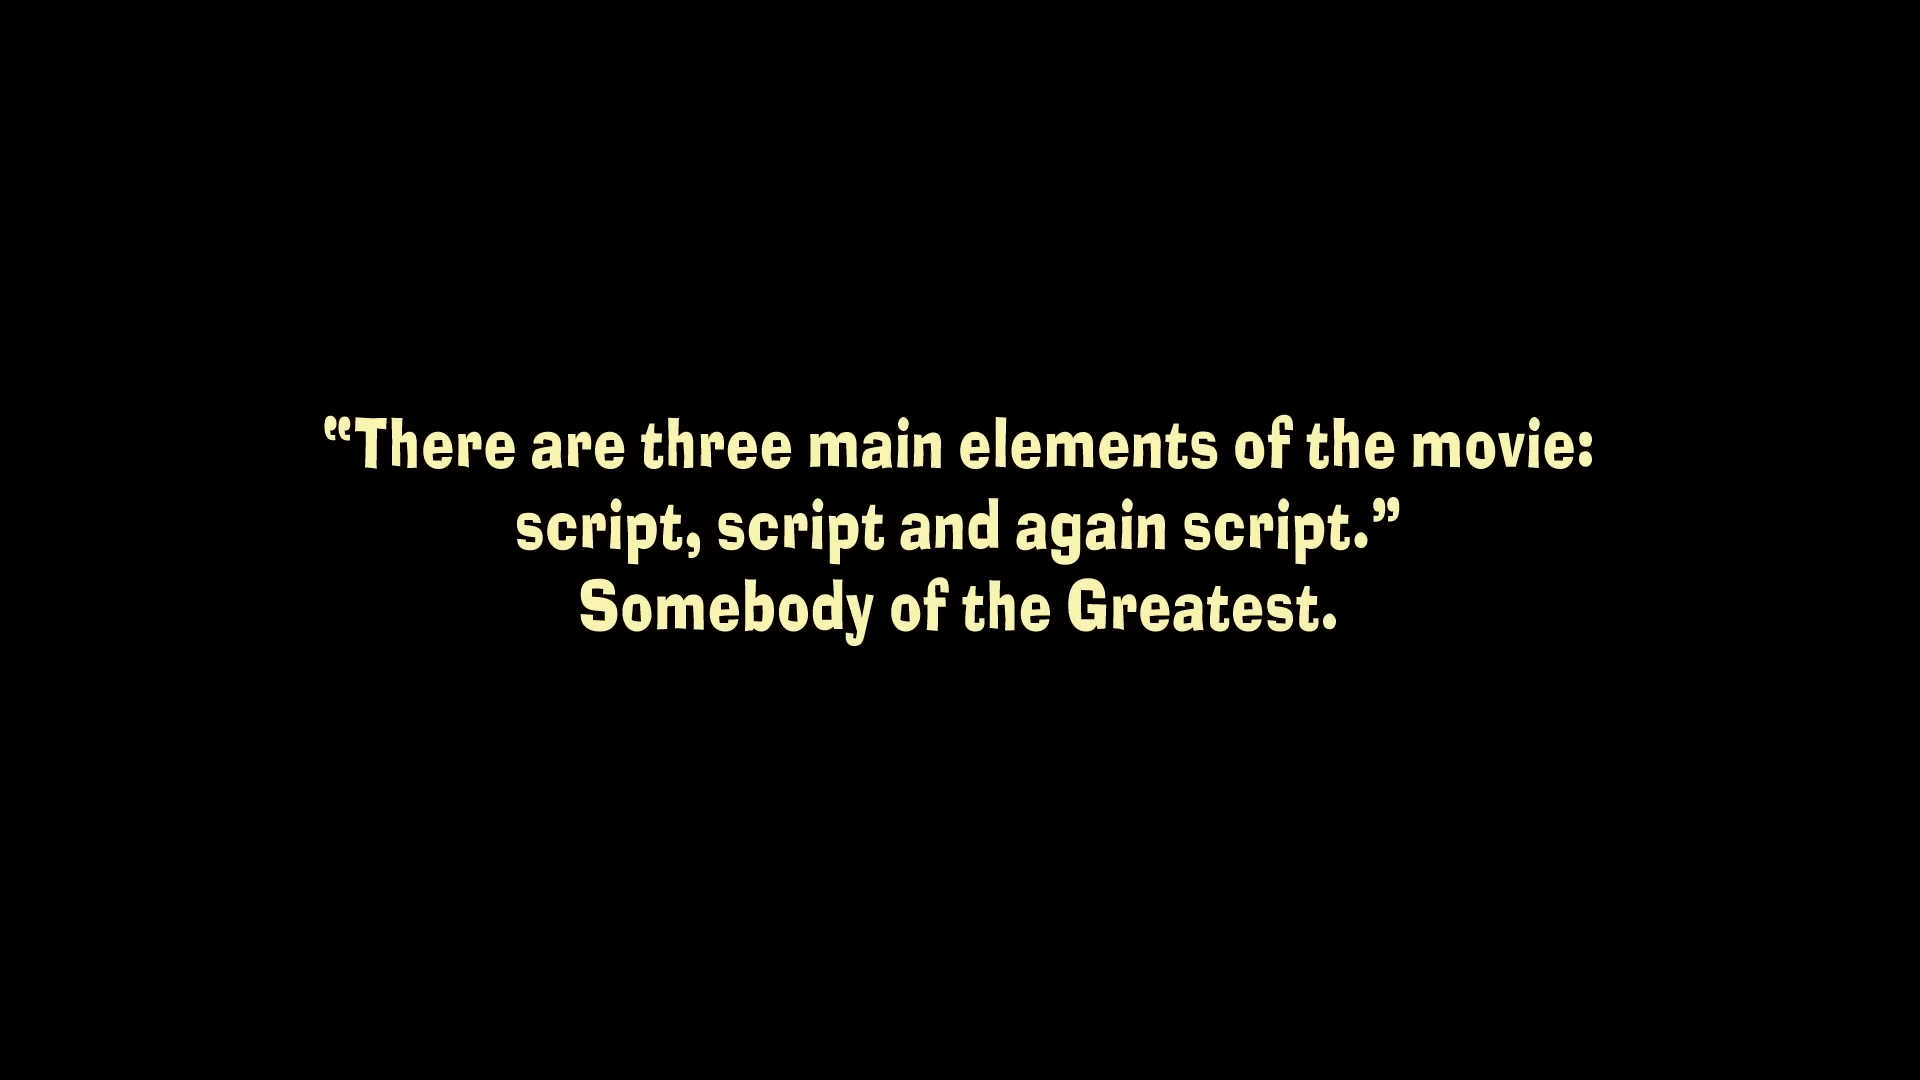 “There are three main elements of the movie:
script, script and again script.”
Somebody of the Greatest.